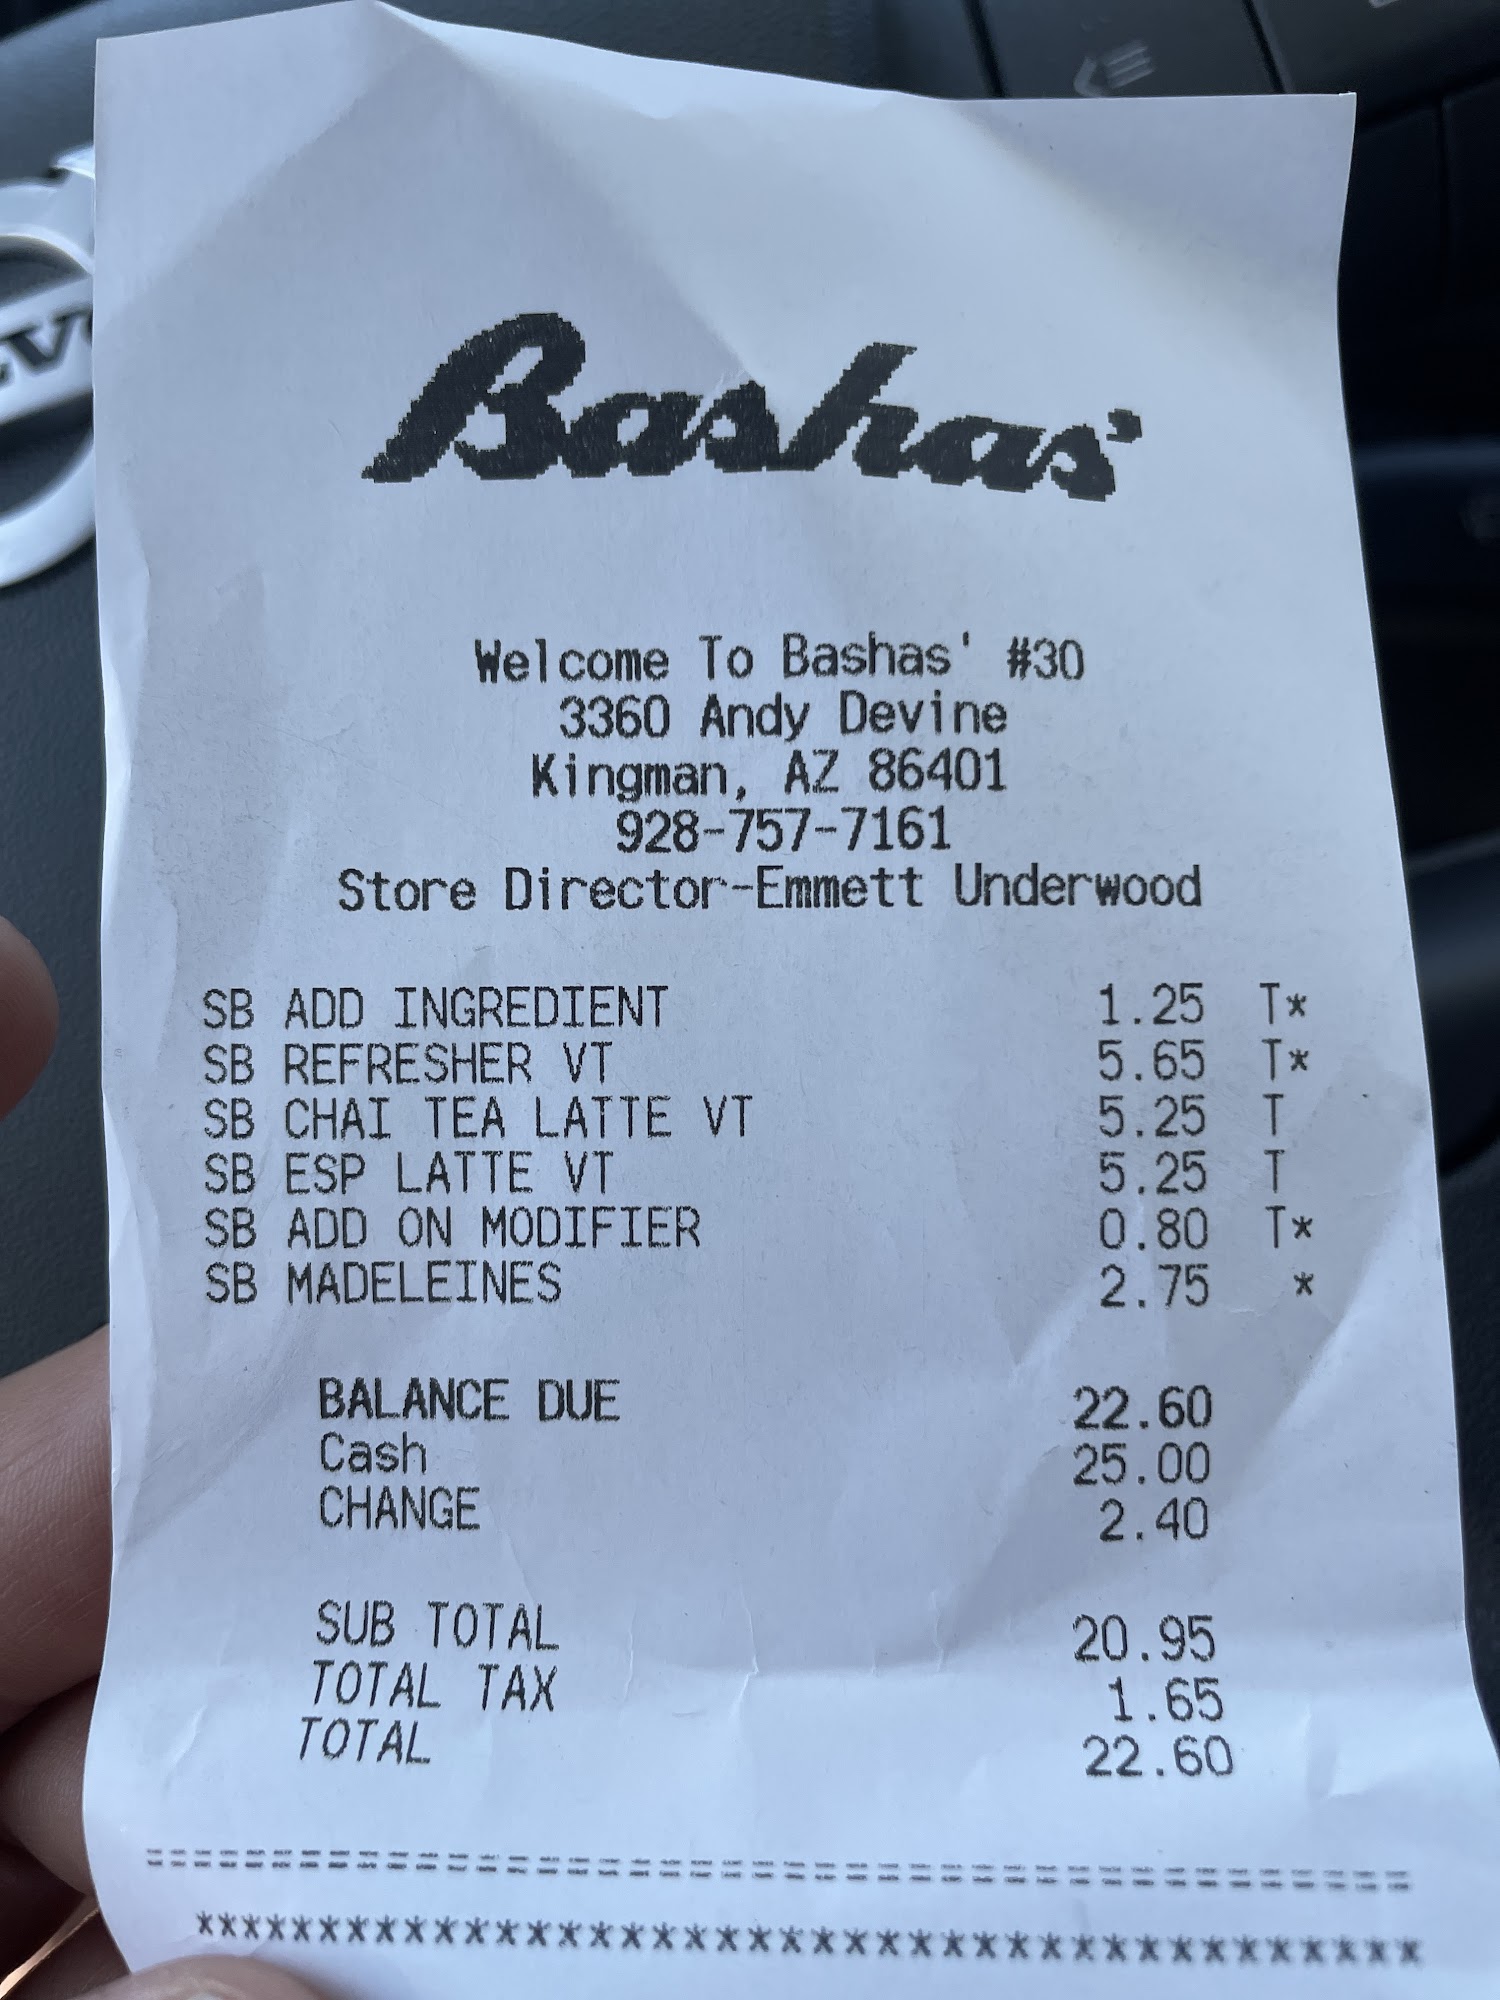 Bashas'
Welcome To Bashas' #30
3360 Andy Devine
Kingman, AZ 86401
928-757-7161
Store Director-Emmett Underwood
SB ADD INGREDIENT 1.25 T*
SB REFRESHER VT 5.65 T*
SB CHAI TEA LATTE VT 5.25 T
SB ESP LATTE VT 5.25 T
SB ADD ON MODIFIER 0.80 T*
SB MADELEINES 2.75 *
BALANCE DUE 22.60
Cash 25.00
CHANGE 2.40
SUB TOTAL 20.95
TOTAL TAX 1.65
TOTAL 22.60